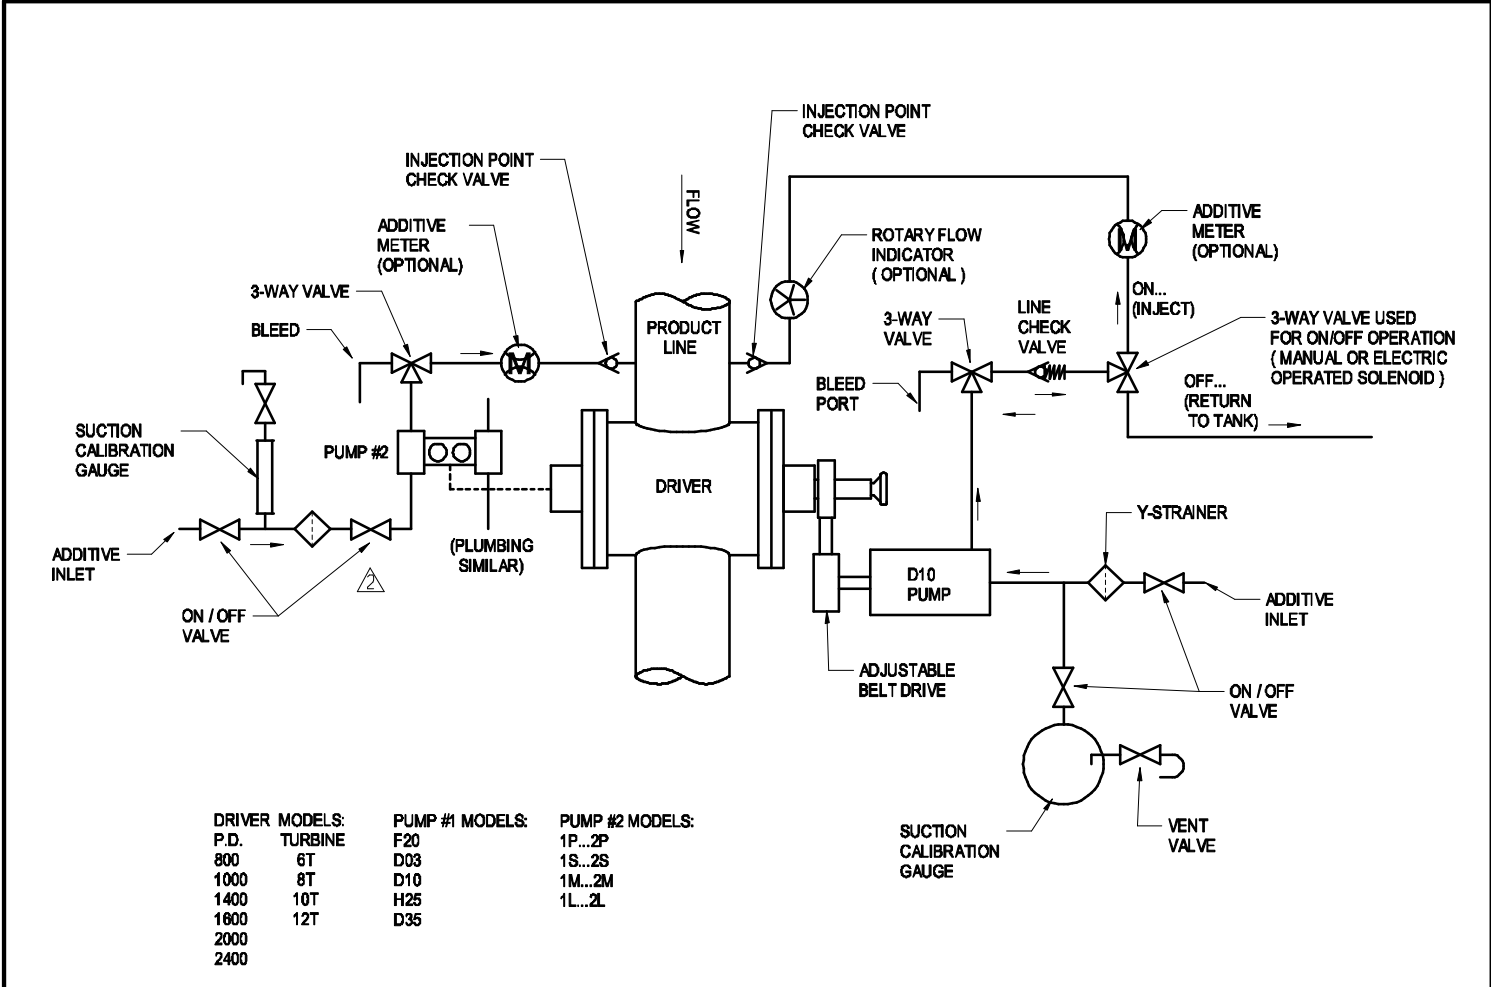 INJECTION POINT
CHECK VALVE
INJECTION POINT
CHECK VALVE
FLOW
ADDITIVE
METER
(OPTIONAL)
ROTARY FLOW
INDICATOR
( OPTIONAL )
ADDITIVE
METER
(OPTIONAL)
3-WAY VALVE
BLEED
PRODUCT
LINE
3-WAY
VALVE
LINE
CHECK
VALVE
ON...
(INJECT)
3-WAY VALVE USED
FOR ON/OFF OPERATION
( MANUAL OR ELECTRIC
OPERATED SOLENOID )
BLEED
PORT
OFF...
(RETURN
TO TANK)
SUCTION
CALIBRATION
GAUGE
PUMP #2
DRIVER
ADDITIVE
INLET
(PLUMBING
SIMILAR)
2
ON / OFF
VALVE
Y-STRAINER
D10
PUMP
ADDITIVE
INLET
ADJUSTABLE
BELT DRIVE
ON / OFF
VALVE
SUCTION
CALIBRATION
GAUGE
VENT
VALVE
DRIVER MODELS:
P.D. TURBINE
800 6T
1000 8T
1400 10T
1600 12T
2000
2400
PUMP #1 MODELS:
F20
D03
D10
H25
D35
PUMP #2 MODELS:
1P...2P
1S...2S
1M...2M
1L...2L